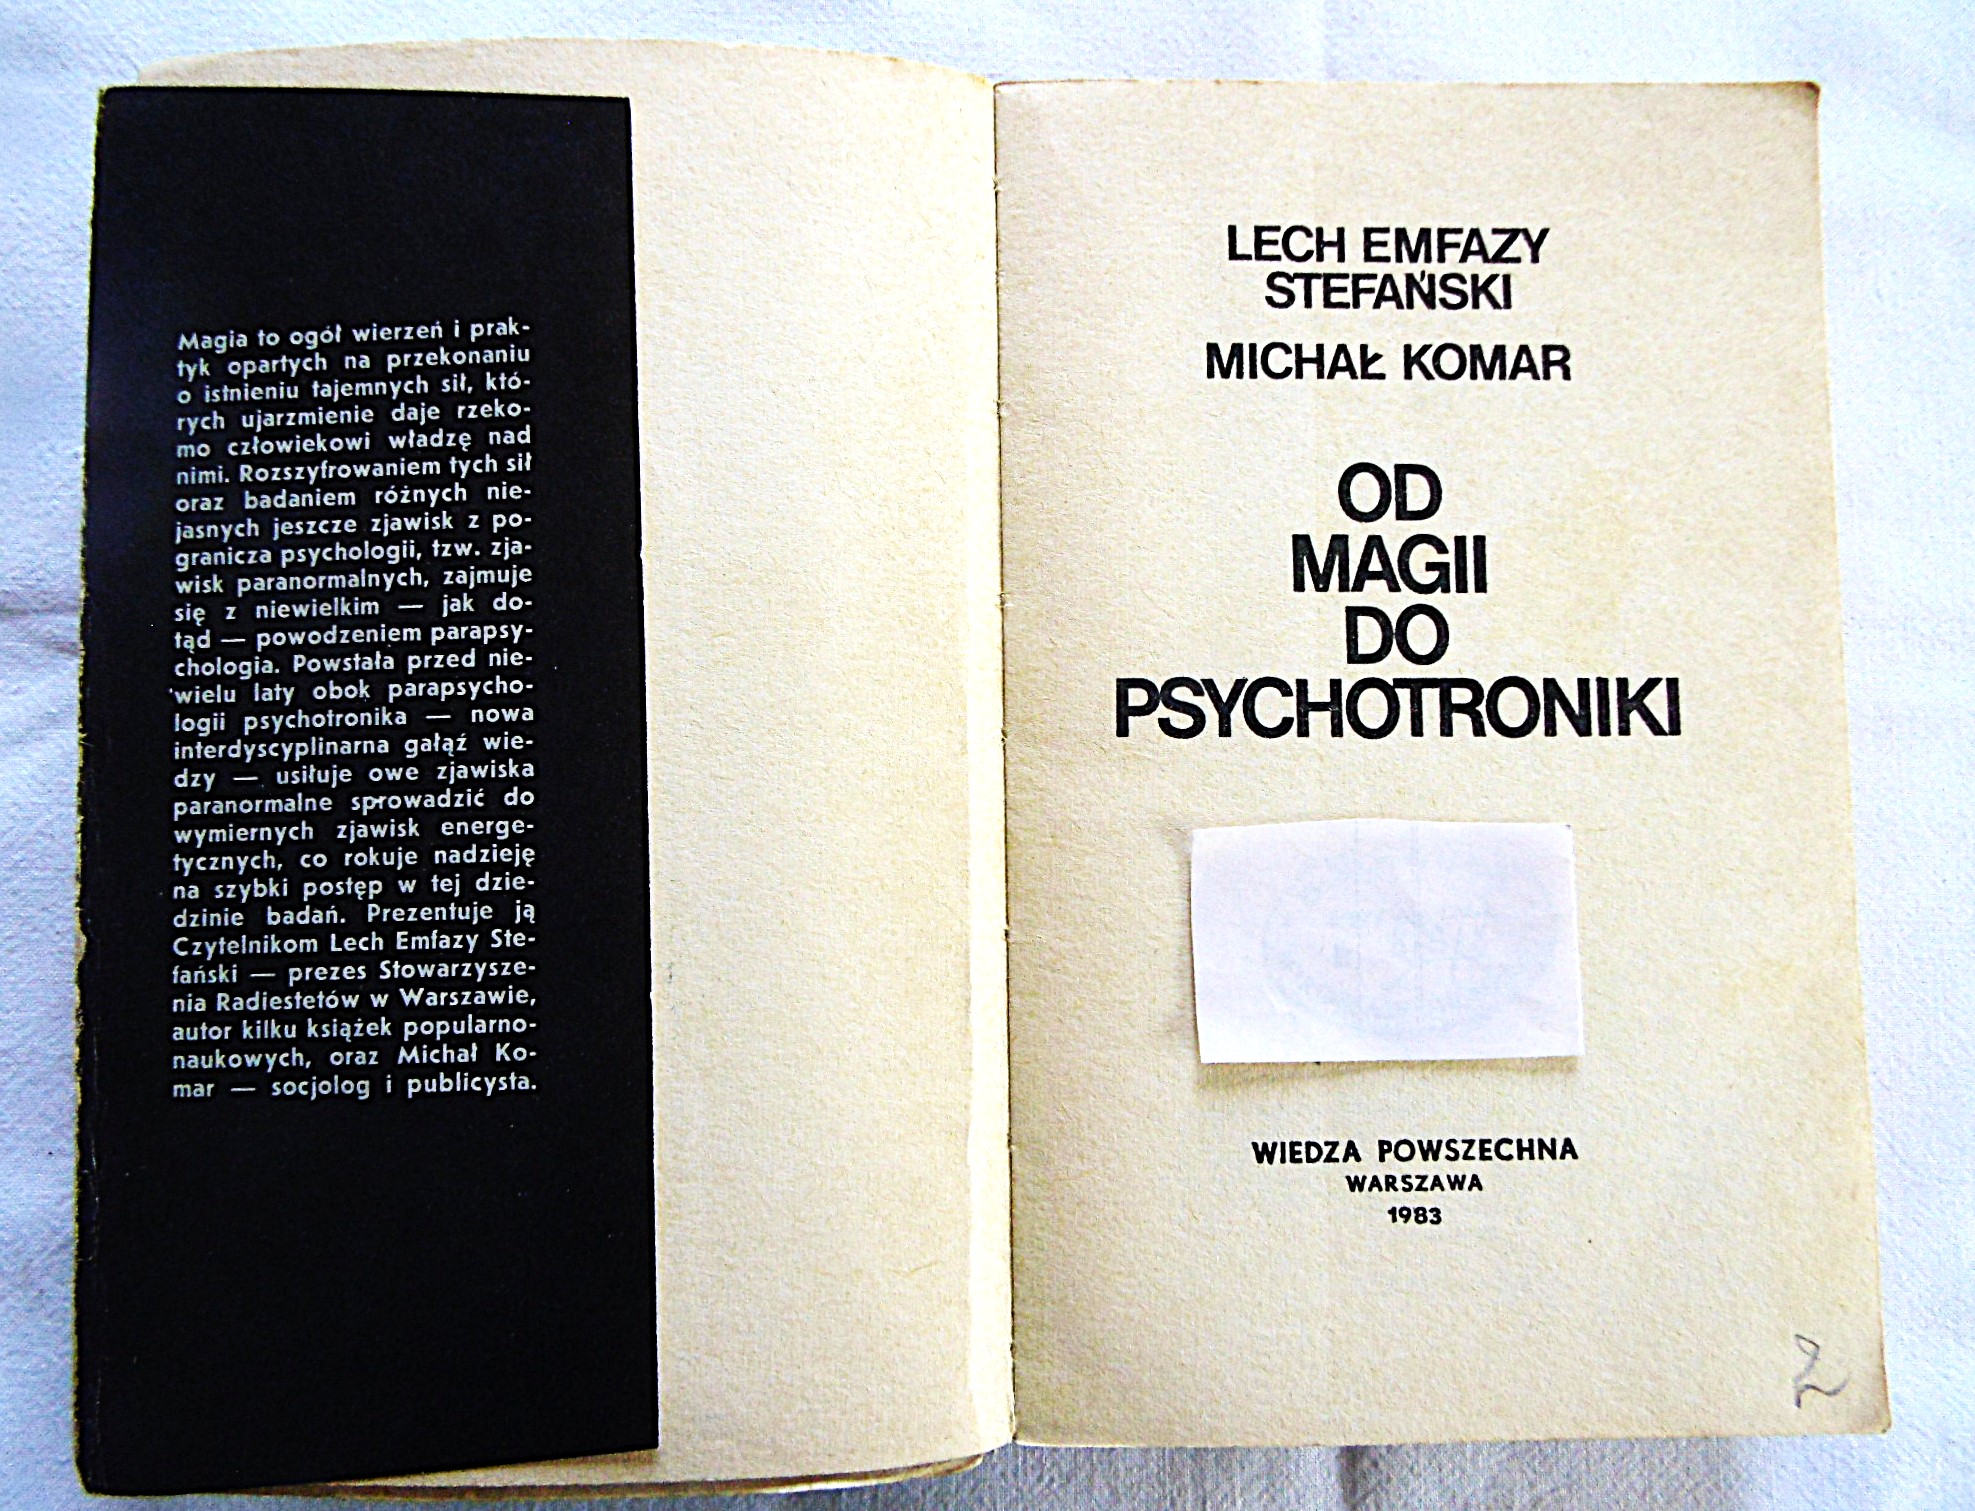 Magia to ogół wierzeń i prak-
tyk opartych na przekonaniu
o istnieniu tajemnych sił, któ-
rych ujarzmienie daje rzeko-
mo człowiekowi władzę nad
nimi. Rozszyfrowaniem tych sił
oraz badaniem różnych nie-
jasnych jeszcze zjawisk z po-
granicza psychologii, tzw. zja-
wisk paranormalnych, zajmuje
się z niewielkim — jak do-
tąd — powodzeniem parapsy-
chologia. Powstała przed nie-
wielu laty obok parapsycho-
logii psychotronika — nowa
interdyscyplinarna gałąź wie-
dzy — usiłuje owe zjawiska
paranormalne sprowadzić do
wymiernych zjawisk energe-
tycznych, co rokuje nadzieję
na szybki postęp w tej dzie-
dzinie badań. Prezentuje ją
Czytelnikom Lech Emfazy Ste-
fański — prezes Stowarzysze-
nia Radiestetów w Warszawie,
autor kilku książek popularno-
naukowych, oraz Michał Ko-
mar — socjolog i publicysta.
LECH EMFAZY
STEFAŃSKI
MICHAŁ KOMAR
OD
MAGII
DO
PSYCHOTRONIKI
WIEDZA POWSZECHNA
WARSZAWA
1983
2